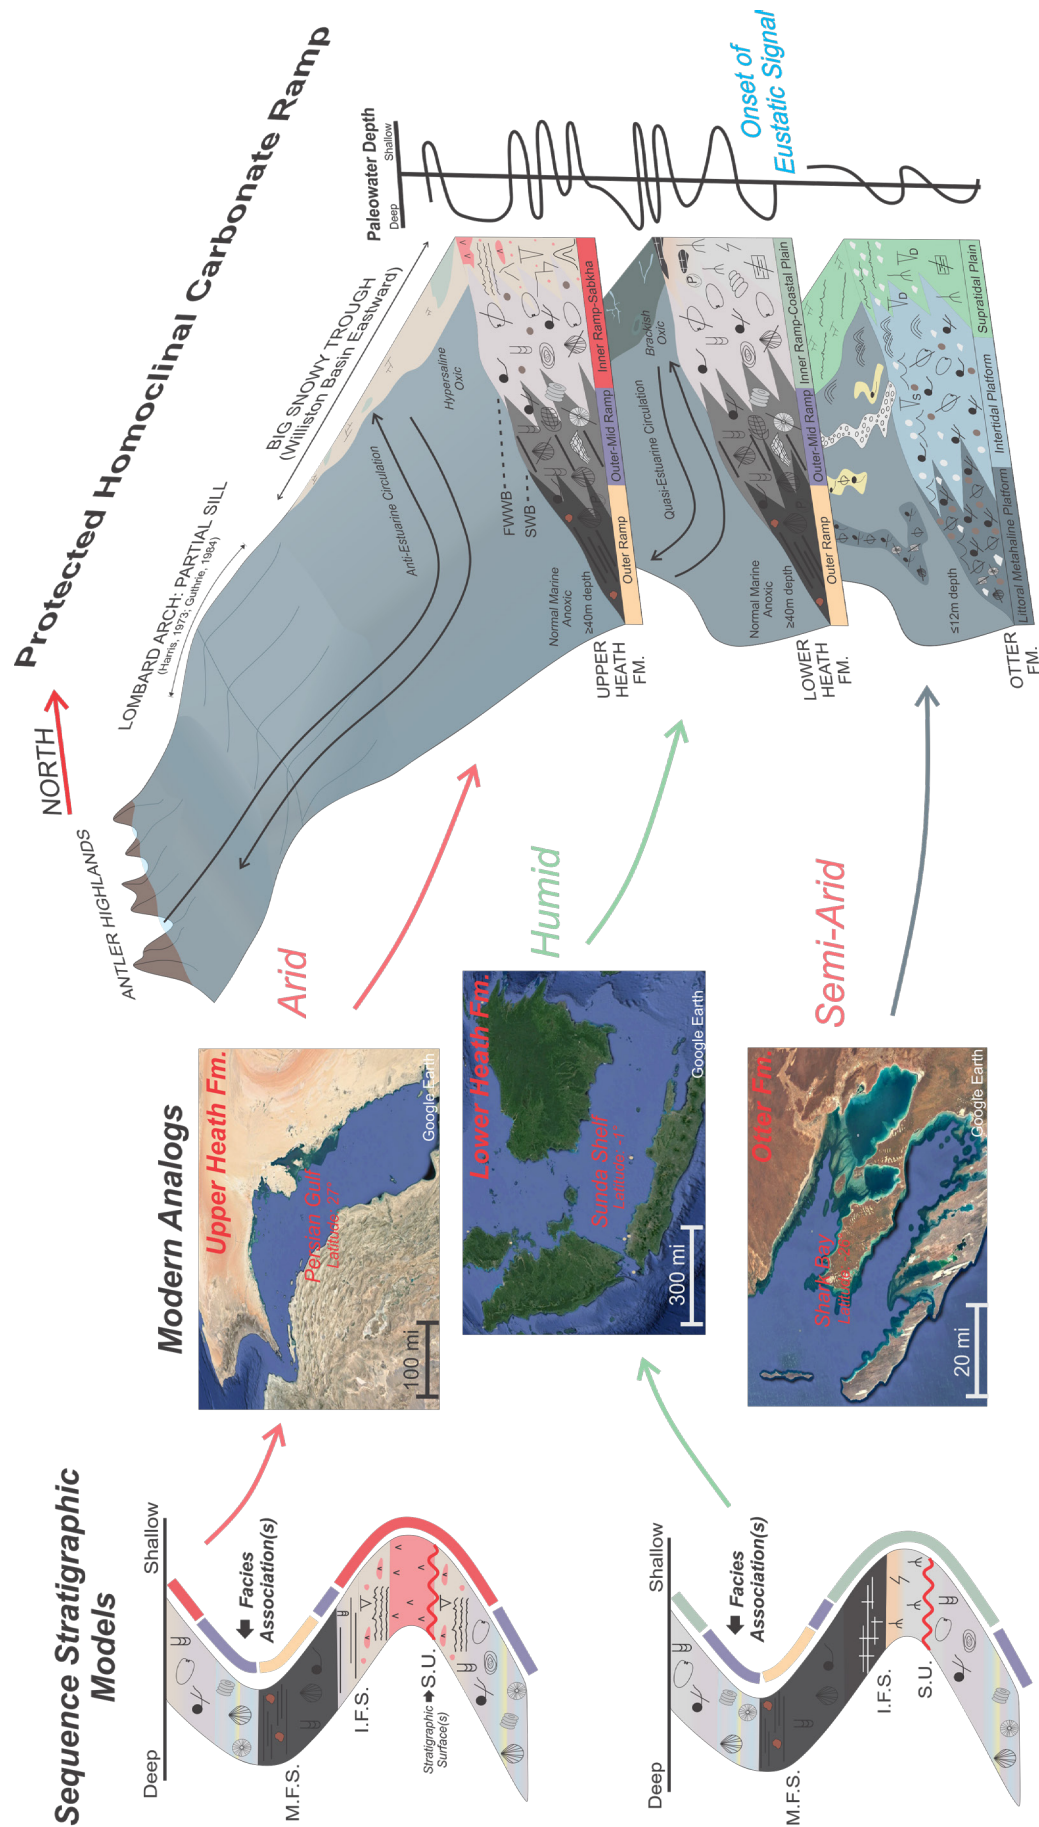 Sequence Stratigraphic
Models
Deep
Shallow
Facies
Association(s)
M.F.S.
I.F.S.
S.U.
Stratigraphic
Surface(s)
Deep
Shallow
Facies
Association(s)
M.F.S.
I.F.S.
S.U.
Modern Analogs
Upper Heath Fm.
Persian Gulf
Latitude: 27°
100 mi
Google Earth
Lower Heath Fm.
Sunda Shelf
300 mi
Google Earth
Otter Fm.
Shark Bay
20 mi
Google Earth
Arid
Humid
Semi-Arid
NORTH
Protected Homoclinal Carbonate Ramp
ANTLER HIGHLANDS
LOMBARD ARCH: PARTIAL SILL
(Harris, 1973; Guthrie, 1984)
BIG SNOWY TROUGH
(Williston Basin Eastward)
Anti-Estuarine Circulation
Hypersaline
Oxic
FWWB
SWB
Normal Marine
Anoxic
≥40m depth
UPPER
HEATH
FM.
Outer Ramp
Outer-Mid Ramp
Inner Ramp-Sabkha
Quasi-Estuarine Circulation
Brackish
Oxic
Normal Marine
Anoxic
≥40m depth
P
P
LOWER
HEATH
FM.
Outer Ramp
Outer-Mid Ramp
Inner Ramp-Coastal Plain
≤12m depth
S
D
D
OTTER
FM.
Littoral Metahaline Platform
Intertidal Platform
Supratidal Plain
Paleowater Depth
Deep
Shallow
Onset of
Eustatic Signal